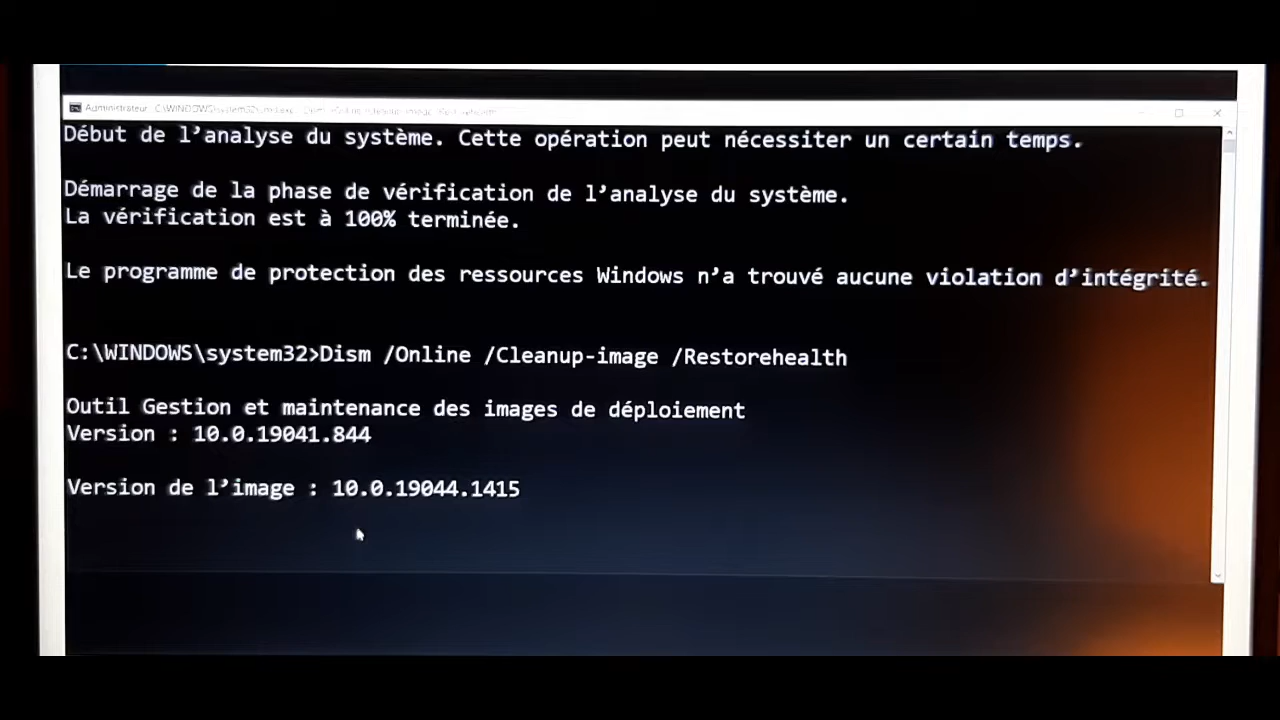 Administrateur
Début de l’analyse du système. Cette opération peut nécessiter un certain temps.
Démarrage de la phase de vérification de l’analyse du système.
La vérification est à 100% terminée.
Le programme de protection des ressources Windows n’a trouvé aucune violation d’intégrité.
C:\WINDOWS\system32>Dism /Online /Cleanup-image /Restorehealth
Outil Gestion et maintenance des images de déploiement
Version : 10.0.19041.844
Version de l’image : 10.0.19044.1415